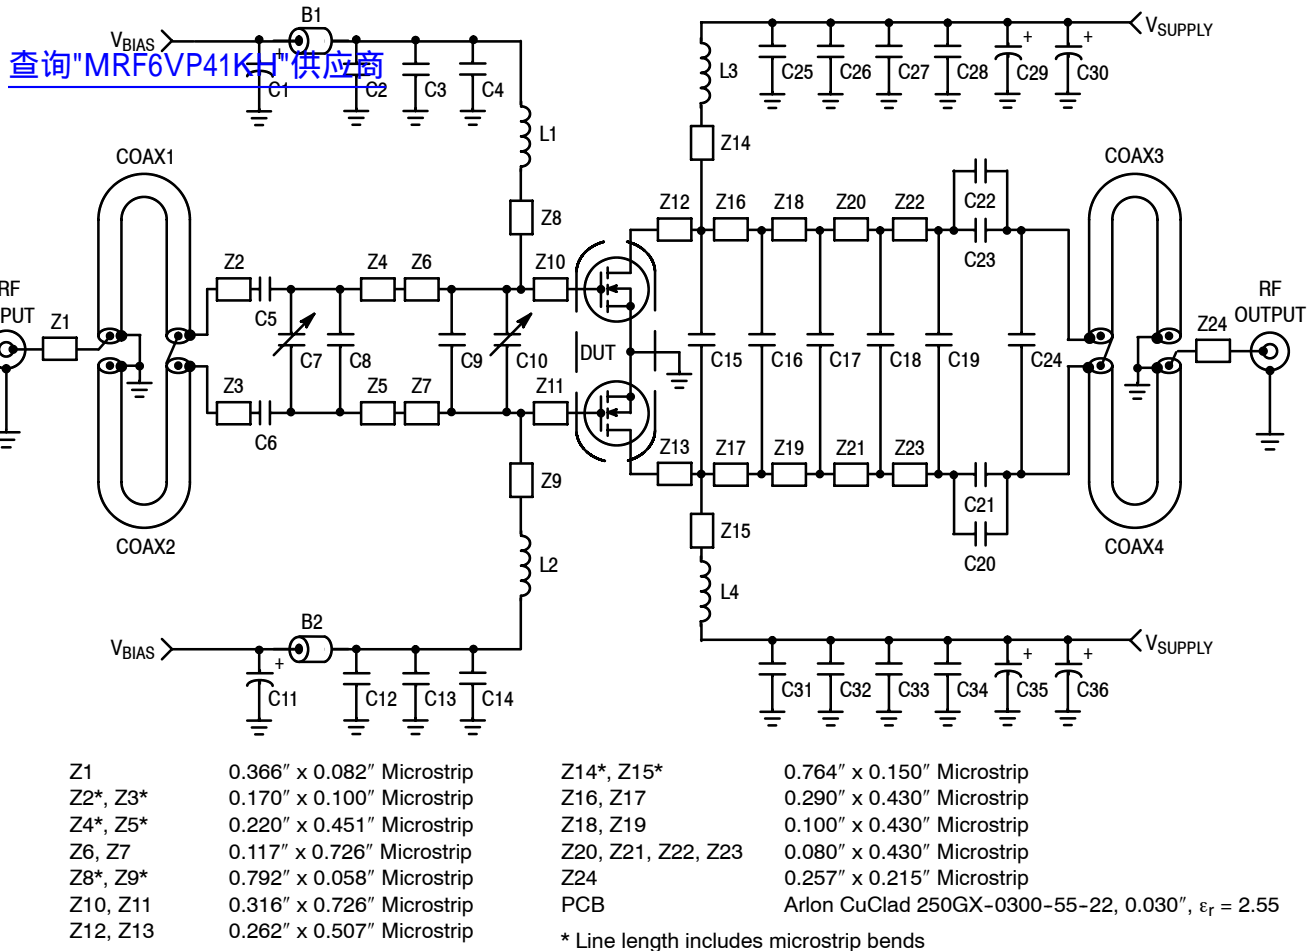 B1
V_BIAS
+
查询"MRF6VP41KH"供应商
C1
C2
C3
C4
L1
V_SUPPLY
L3
C25
C26
C27
C28
+
C29
+
C30
Z14
COAX1
COAX3
Z8
Z12
Z16
Z18
Z20
Z22
C22
C23
Z2
C5
Z4
Z6
Z10
RF
PUT
Z1
C7
C8
C9
C10
DUT
C15
C16
C17
C18
C19
C24
RF
OUTPUT
Z24
Z3
C6
Z5
Z7
Z11
Z13
Z17
Z19
Z21
Z23
C21
C20
Z9
Z15
COAX2
COAX4
L2
L4
B2
V_BIAS
+
C11
C12
C13
C14
V_SUPPLY
C31
C32
C33
C34
+
C35
+
C36
Z1 0.366″ x 0.082″ Microstrip
Z2*, Z3* 0.170″ x 0.100″ Microstrip
Z4*, Z5* 0.220″ x 0.451″ Microstrip
Z6, Z7 0.117″ x 0.726″ Microstrip
Z8*, Z9* 0.792″ x 0.058″ Microstrip
Z10, Z11 0.316″ x 0.726″ Microstrip
Z12, Z13 0.262″ x 0.507″ Microstrip
Z14*, Z15* 0.764″ x 0.150″ Microstrip
Z16, Z17 0.290″ x 0.430″ Microstrip
Z18, Z19 0.100″ x 0.430″ Microstrip
Z20, Z21, Z22, Z23 0.080″ x 0.430″ Microstrip
Z24 0.257″ x 0.215″ Microstrip
PCB Arlon CuClad 250GX-0300-55-22, 0.030″, εr = 2.55
* Line length includes microstrip bends